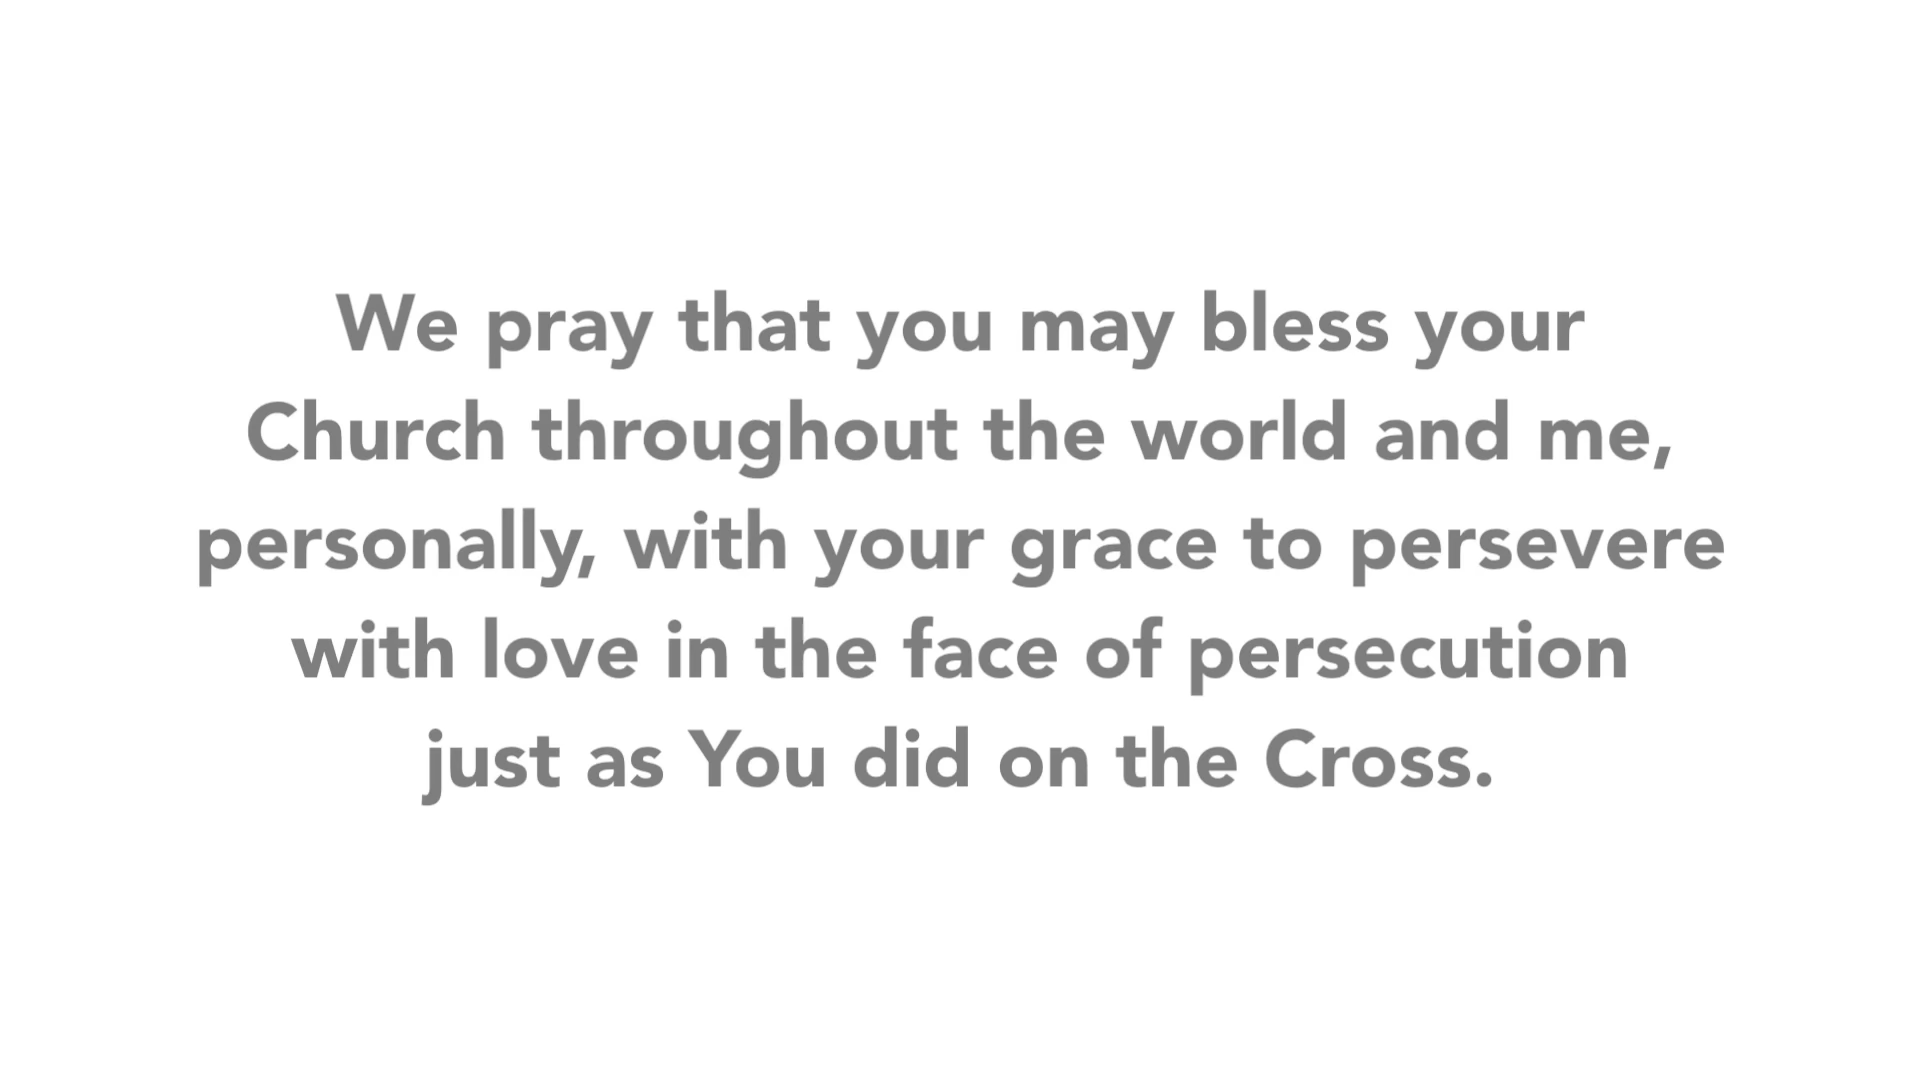 We pray that you may bless your
Church throughout the world and me,
personally, with your grace to persevere
with love in the face of persecution
just as You did on the Cross.